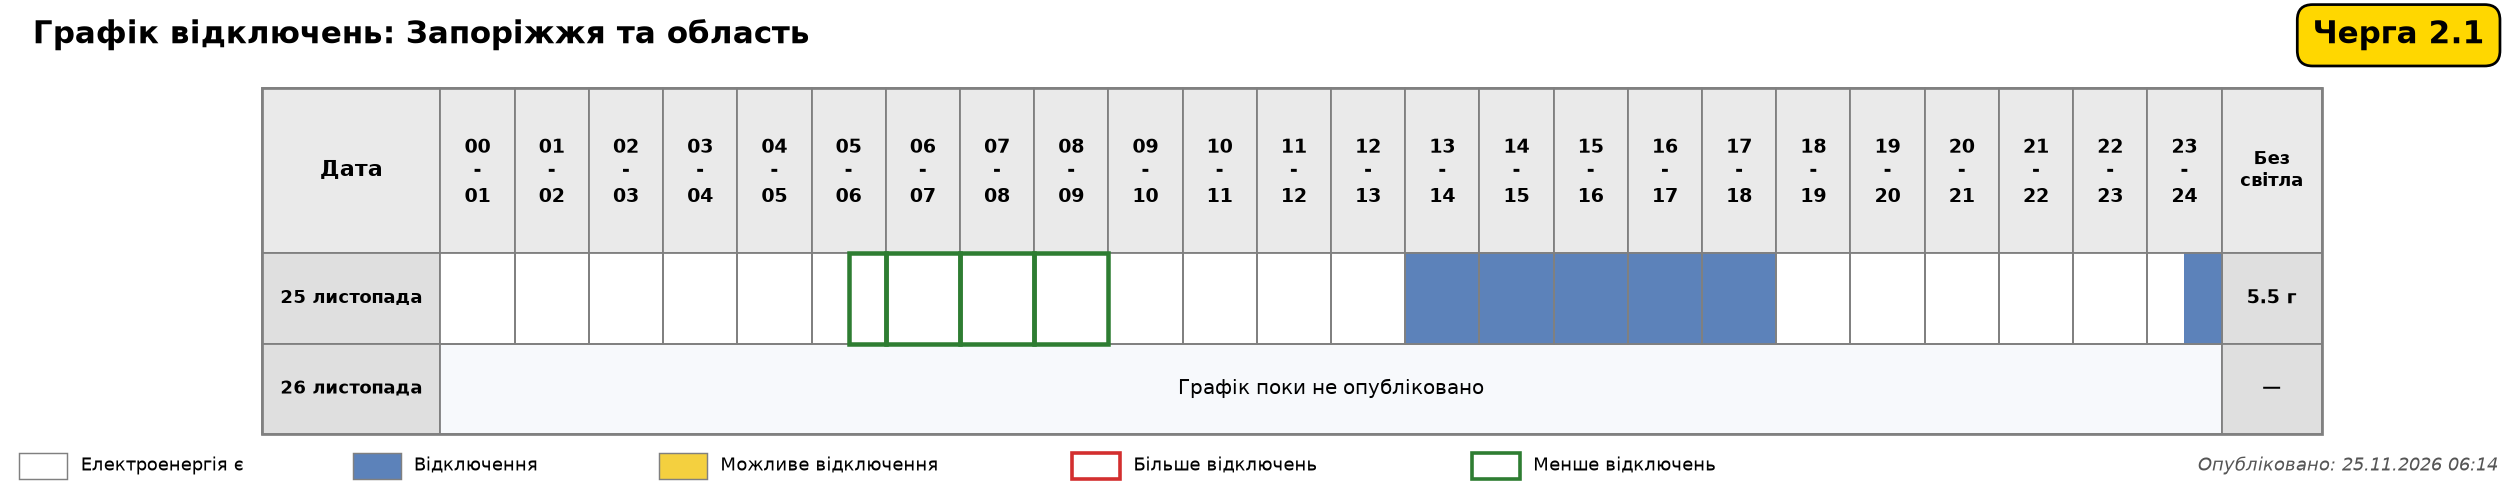 Графік відключень: Запоріжжя та область
Черга 2.1
Дата
00 - 01
01 - 02
02 - 03
03 - 04
04 - 05
05 - 06
06 - 07
07 - 08
08 - 09
09 - 10
10 - 11
11 - 12
12 - 13
13 - 14
14 - 15
15 - 16
16 - 17
17 - 18
18 - 19
19 - 20
20 - 21
21 - 22
22 - 23
23 - 24
Без
світла
25 листопада
5.5 г
26 листопада
Графік поки не опубліковано
—
Електроенергія є
Відключення
Можливе відключення
Більше відключень
Менше відключень
Опубліковано: 25.11.2026 06:14